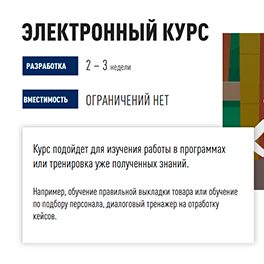 ЭЛЕКТРОННЫЙ КУРС
РАЗРАБОТКА 2 – 3 недели
ВМЕСТИМОСТЬ ОГРАНИЧЕНИЙ НЕТ
Курс подойдет для изучения работы в программах
или тренировка уже полученных знаний.
Например, обучение правильной выкладки товара или обучение
по подбору персонала, диалоговый тренажер на отработку
кейсов.